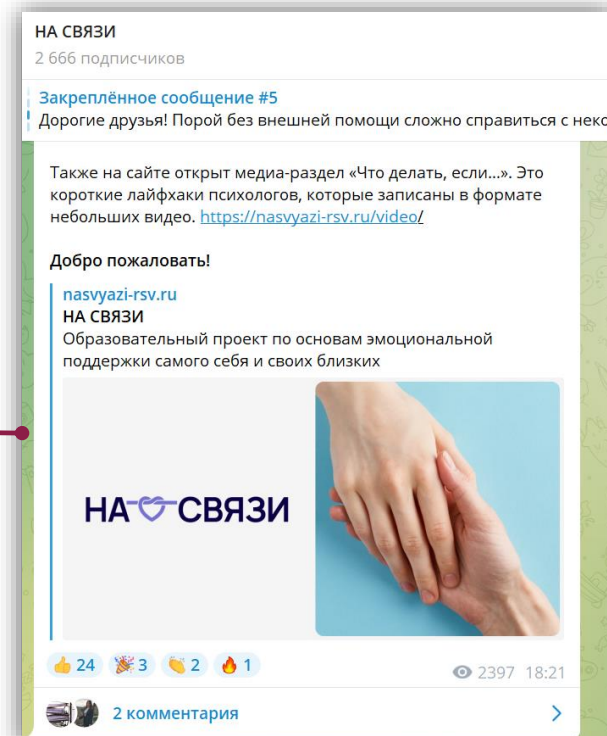 НА СВЯЗИ
2 666 подписчиков
Закреплённое сообщение #5
Дорогие друзья! Порой без внешней помощи сложно справиться с неко
Также на сайте открыт медиа-раздел «Что делать, если...». Это
короткие лайфхаки психологов, которые записаны в формате
небольших видео. https://nasvyazi-rsv.ru/video/
Добро пожаловать!
nasvyazi-rsv.ru
НА СВЯЗИ
Образовательный проект по основам эмоциональной
поддержки самого себя и своих близких
НА СВЯЗИ
24 3 2 1
2397 18:21
2 комментария